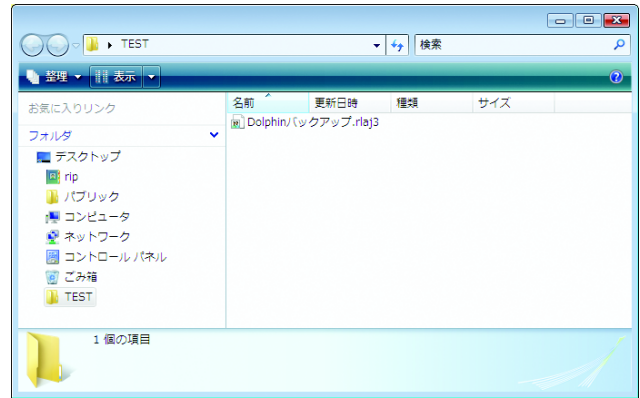 TEST
検索
整理 表示
お気に入りリンク
フォルダ
デスクトップ
rip
パブリック
コンピュータ
ネットワーク
コントロール パネル
ごみ箱
TEST
名前 更新日時 種類 サイズ
Dolphinバックアップ.rlaj3
1 個の項目